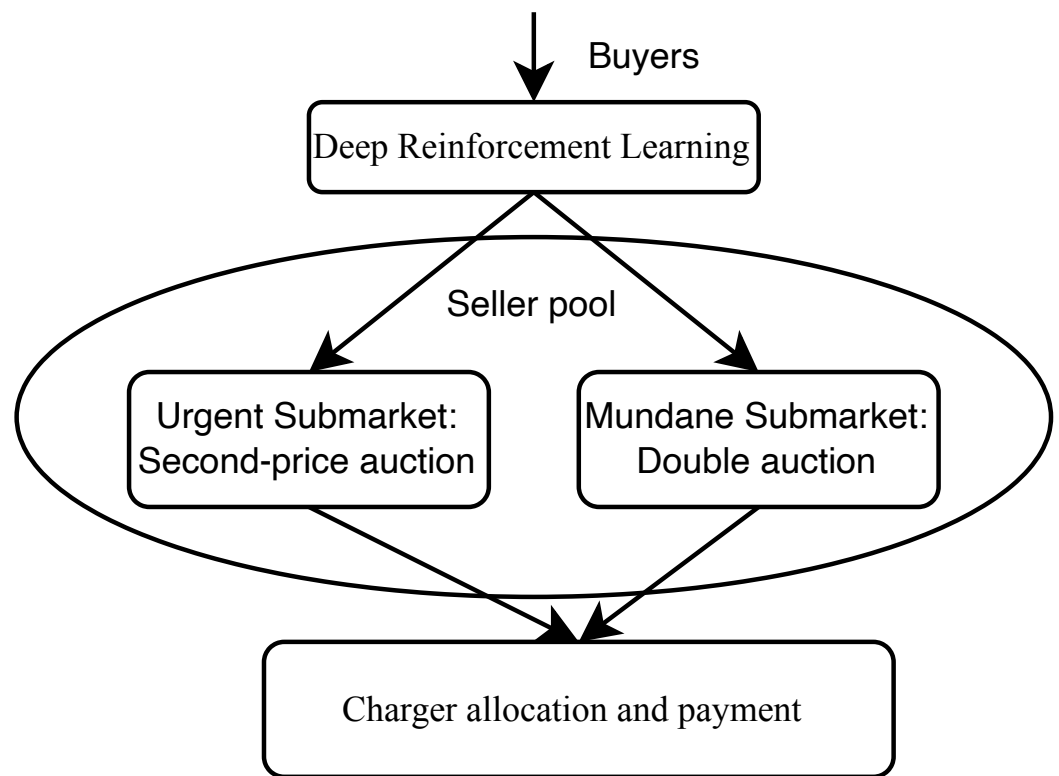 Buyers
Deep Reinforcement Learning
Seller pool
Urgent Submarket:
Second-price auction
Mundane Submarket:
Double auction
Charger allocation and payment